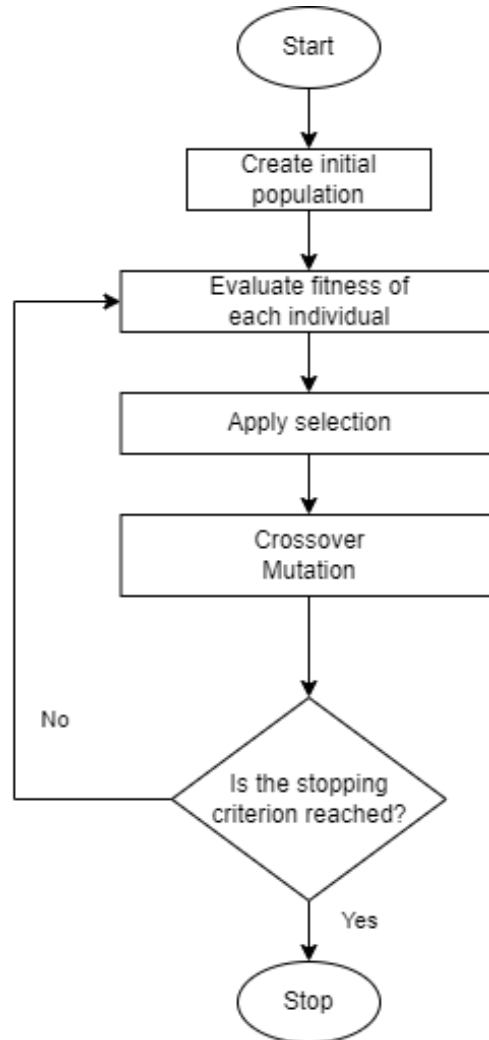 Start
Create initial
population
Evaluate fitness of
each individual
Apply selection
Crossover
Mutation
No
Is the stopping
criterion reached?
Yes
Stop